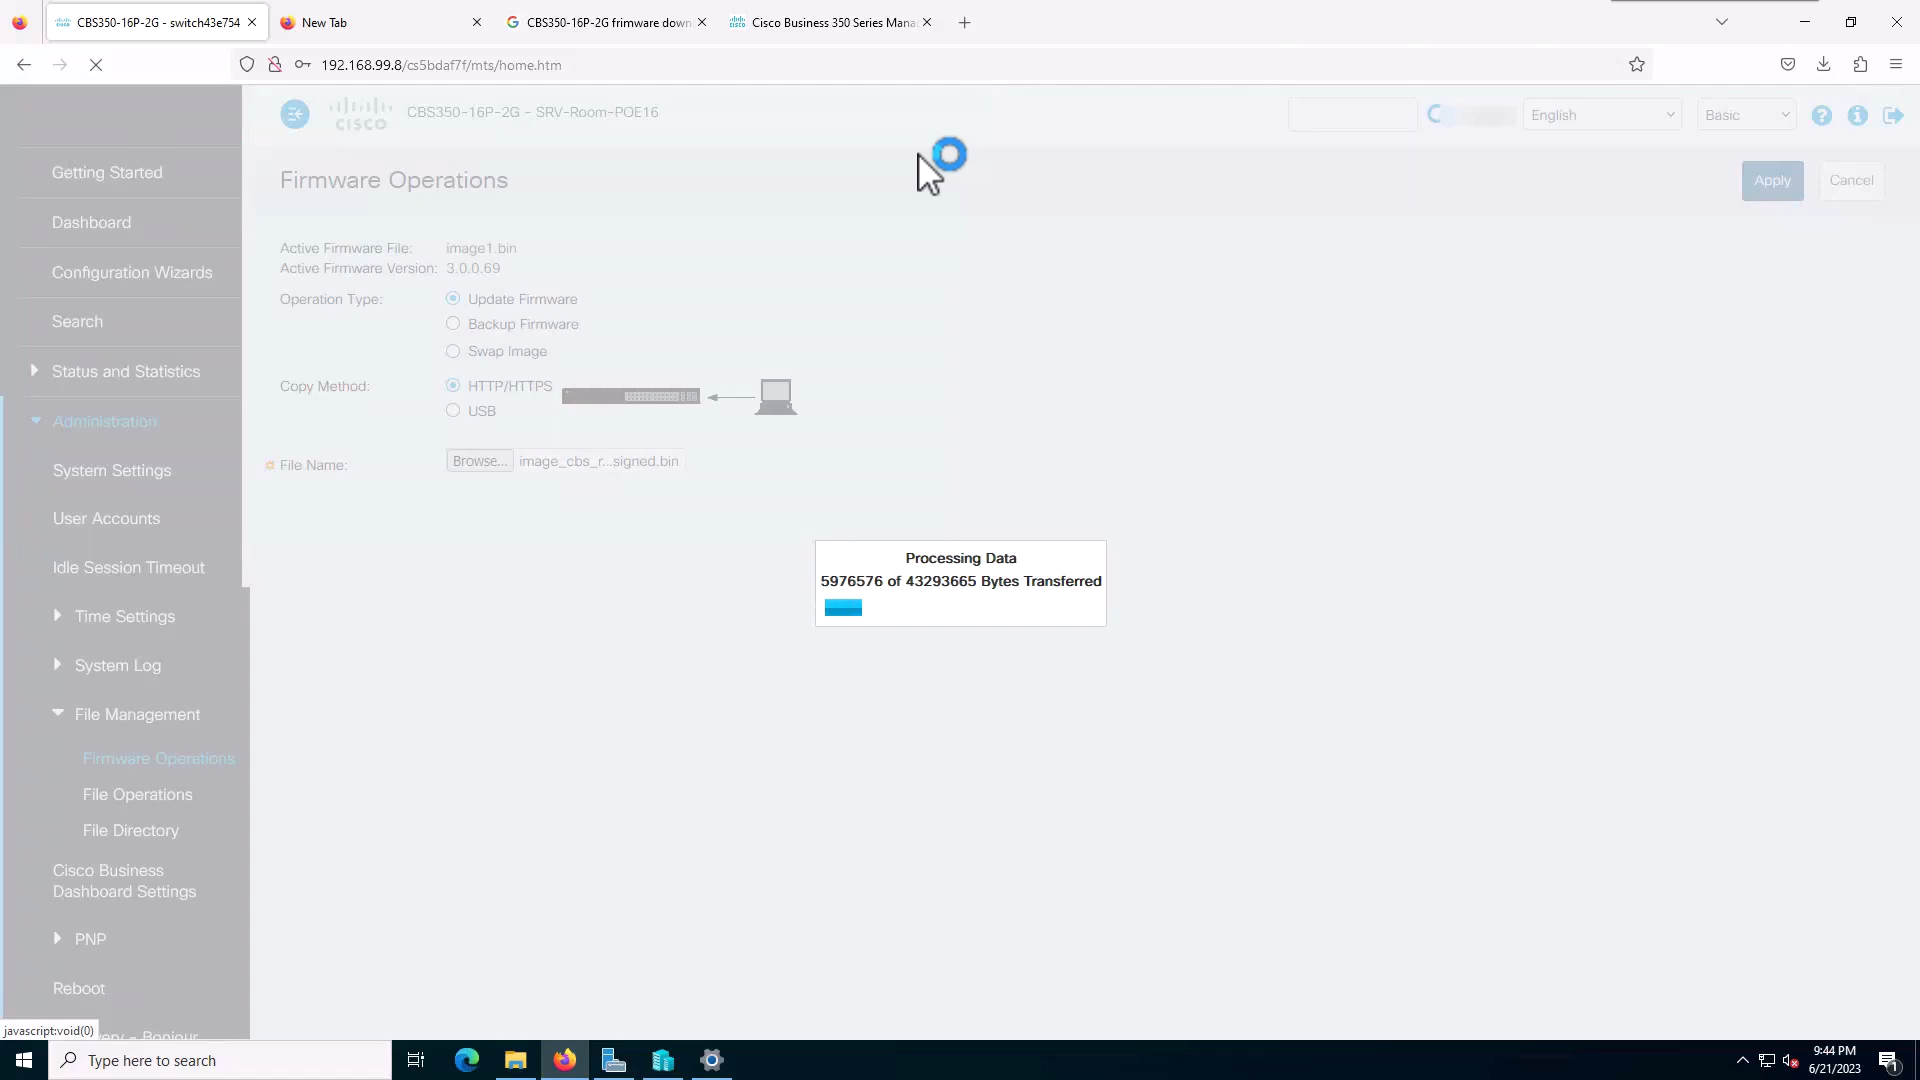 CBS350-16P-2G - switch43e754
New Tab
CBS350-16P-2G frimware down
Cisco Business 350 Series Mana
192.168.99.8/cs5bdaf7f/mts/home.htm
CISCO
CBS350-16P-2G - SRV-Room-POE16
English
Basic
Firmware Operations
Apply
Cancel
Getting Started
Dashboard
Configuration Wizards
Search
Status and Statistics
Administration
System Settings
User Accounts
Idle Session Timeout
Time Settings
System Log
File Management
Firmware Operations
File Operations
File Directory
Cisco Business
Dashboard Settings
PNP
Reboot
Active Firmware File: image1.bin
Active Firmware Version: 3.0.0.69
Operation Type: Update Firmware
Backup Firmware
Swap Image
Copy Method: HTTP/HTTPS
USB
File Name: Browse... image_cbs_r...signed.bin
Processing Data
5976576 of 43293665 Bytes Transferred
javascript:void(0)
Type here to search
9:44 PM
6/21/2023
1